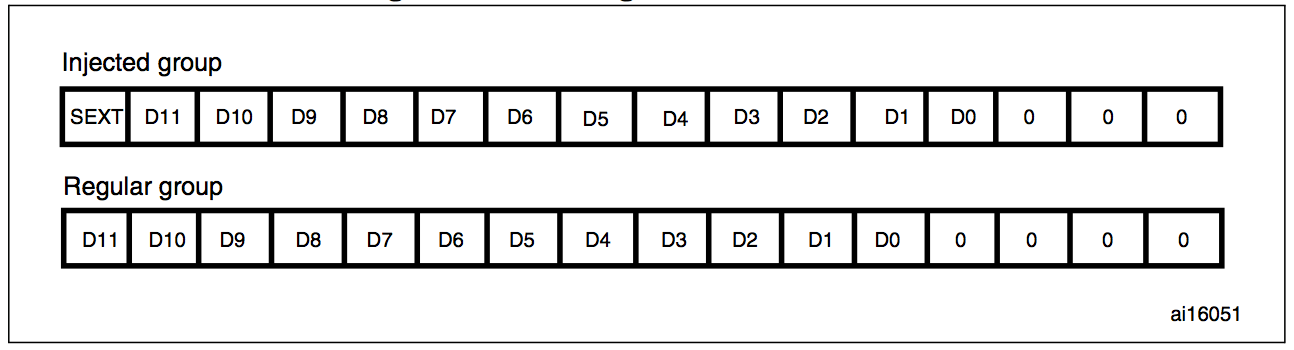 Injected group
SEXT D11 D10 D9 D8 D7 D6 D5 D4 D3 D2 D1 D0 0 0 0
Regular group
D11 D10 D9 D8 D7 D6 D5 D4 D3 D2 D1 D0 0 0 0 0
ai16051